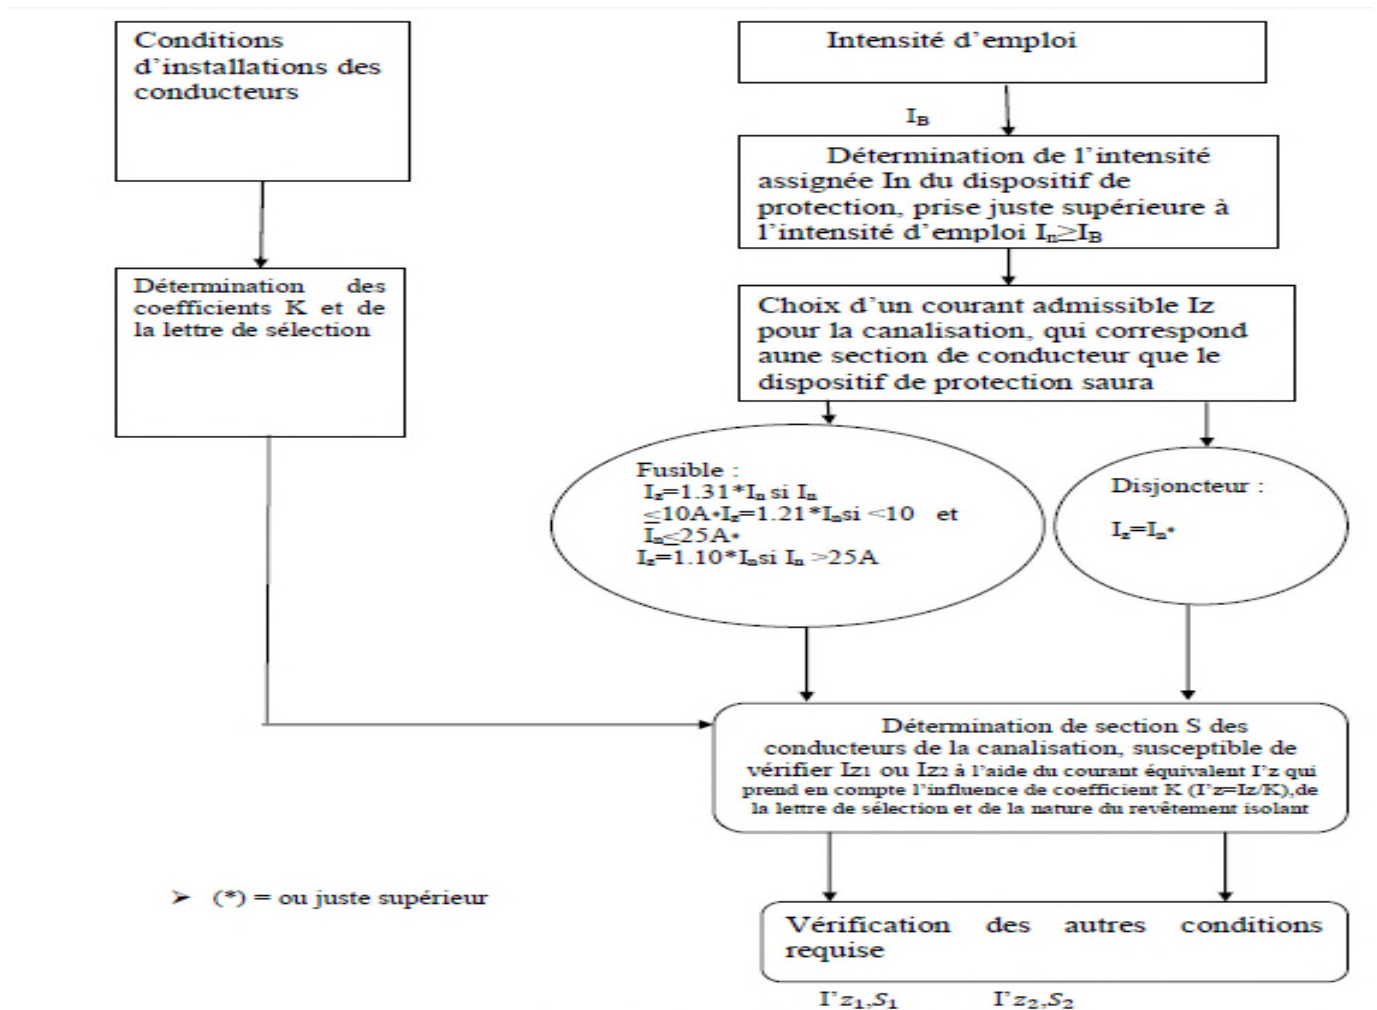 Conditions
d’installations des
conducteurs
Détermination des
coefficients K et de
la lettre de sélection
Intensité d’emploi
I_B
Détermination de l’intensité
assignée In du dispositif de
protection, prise juste supérieure à
l’intensité d’emploi Iₙ≥I_B
Choix d’un courant admissible Iz
pour la canalisation, qui correspond
aune section de conducteur que le
dispositif de protection saura
Fusible :
I_z=1.31*Iₙ si Iₙ
≤10A*I_z=1.21*Iₙsi <10 et
Iₙ≤25A*
I_z=1.10*Iₙsi Iₙ >25A
Disjoncteur :
I_z=Iₙ*
Détermination de section S des
conducteurs de la canalisation, susceptible de
vérifier Iz₁ ou Iz₂ à l’aide du courant équivalent I’z qui
prend en compte l’influence de coefficient K (I’z=Iz/K),de
la lettre de sélection et de la nature du revêtement isolant
Vérification des autres conditions
requise
I’z₁,S₁ I’z₂,S₂
➢ (*) = ou juste supérieur